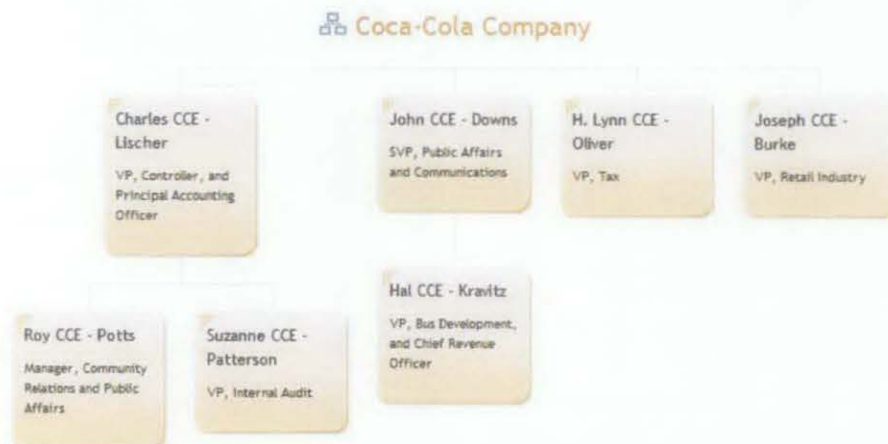 Coca-Cola Company
Charles CCE -
Lischer
VP, Controller, and
Principal Accounting
Officer
John CCE - Downs
SVP, Public Affairs
and Communications
H. Lynn CCE -
Oliver
VP, Tax
Joseph CCE -
Burke
VP, Retail Industry
Roy CCE - Potts
Manager, Community
Relations and Public
Affairs
Suzanne CCE -
Patterson
VP, Internal Audit
Hal CCE - Kravitz
VP, Bus Development,
and Chief Revenue
Officer